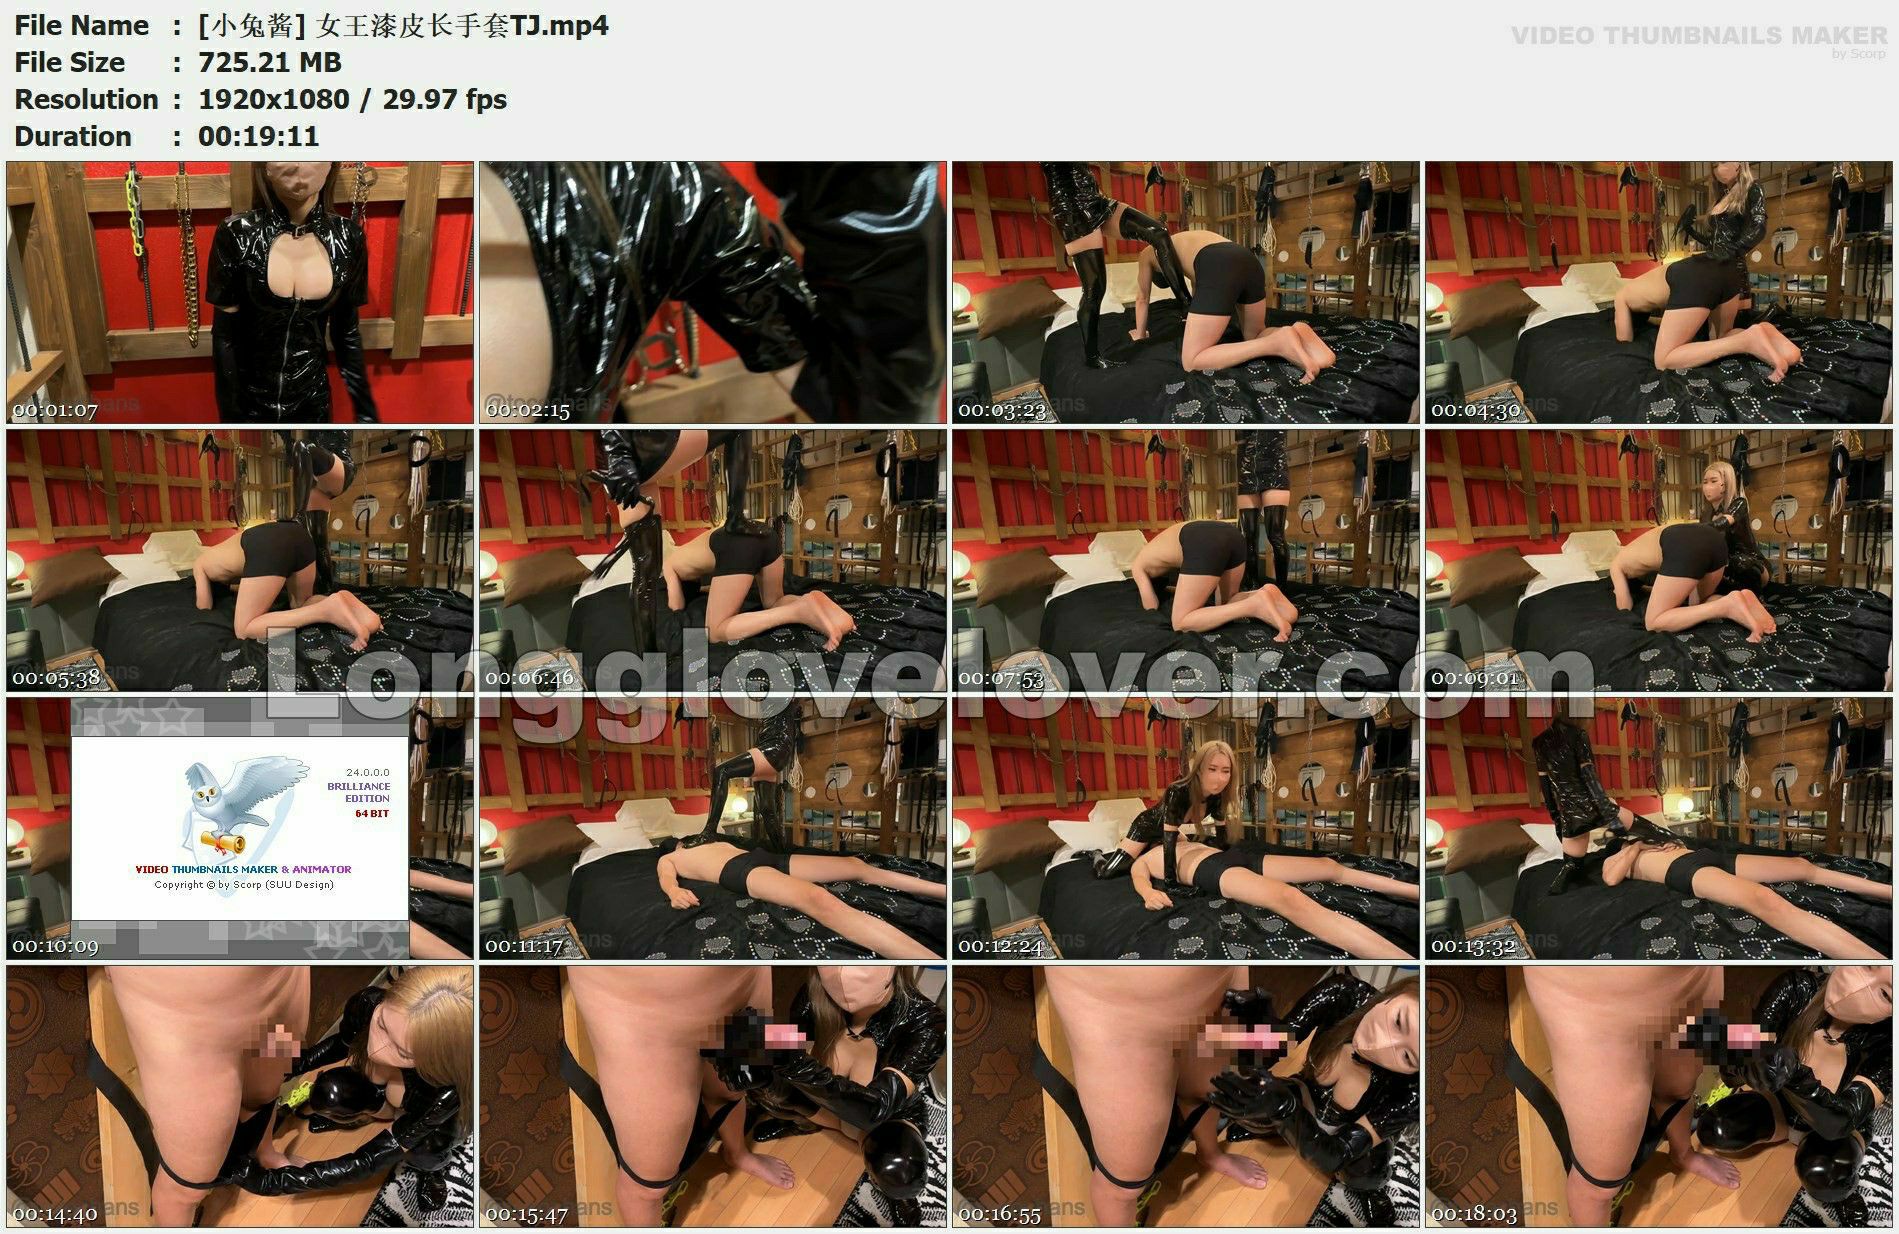 File Name : [小兔酱] 女王漆皮长手套TJ.mp4
File Size : 725.21 MB
Resolution : 1920x1080 / 29.97 fps
Duration : 00:19:11
VIDEO THUMBNAILS MAKER
by Scorp
00:01:07
00:02:15
00:03:23
00:04:30
00:05:38
00:06:46
00:07:53
00:09:01
Longglovelover.com
24.0.0.0
BRILLIANCE
EDITION
64 BIT
VIDEO THUMBNAILS MAKER & ANIMATOR
Copyright © by Scorp (SUU Design)
00:10:09
00:11:17
00:12:24
00:13:32
00:14:40
00:15:47
00:16:55
00:18:03